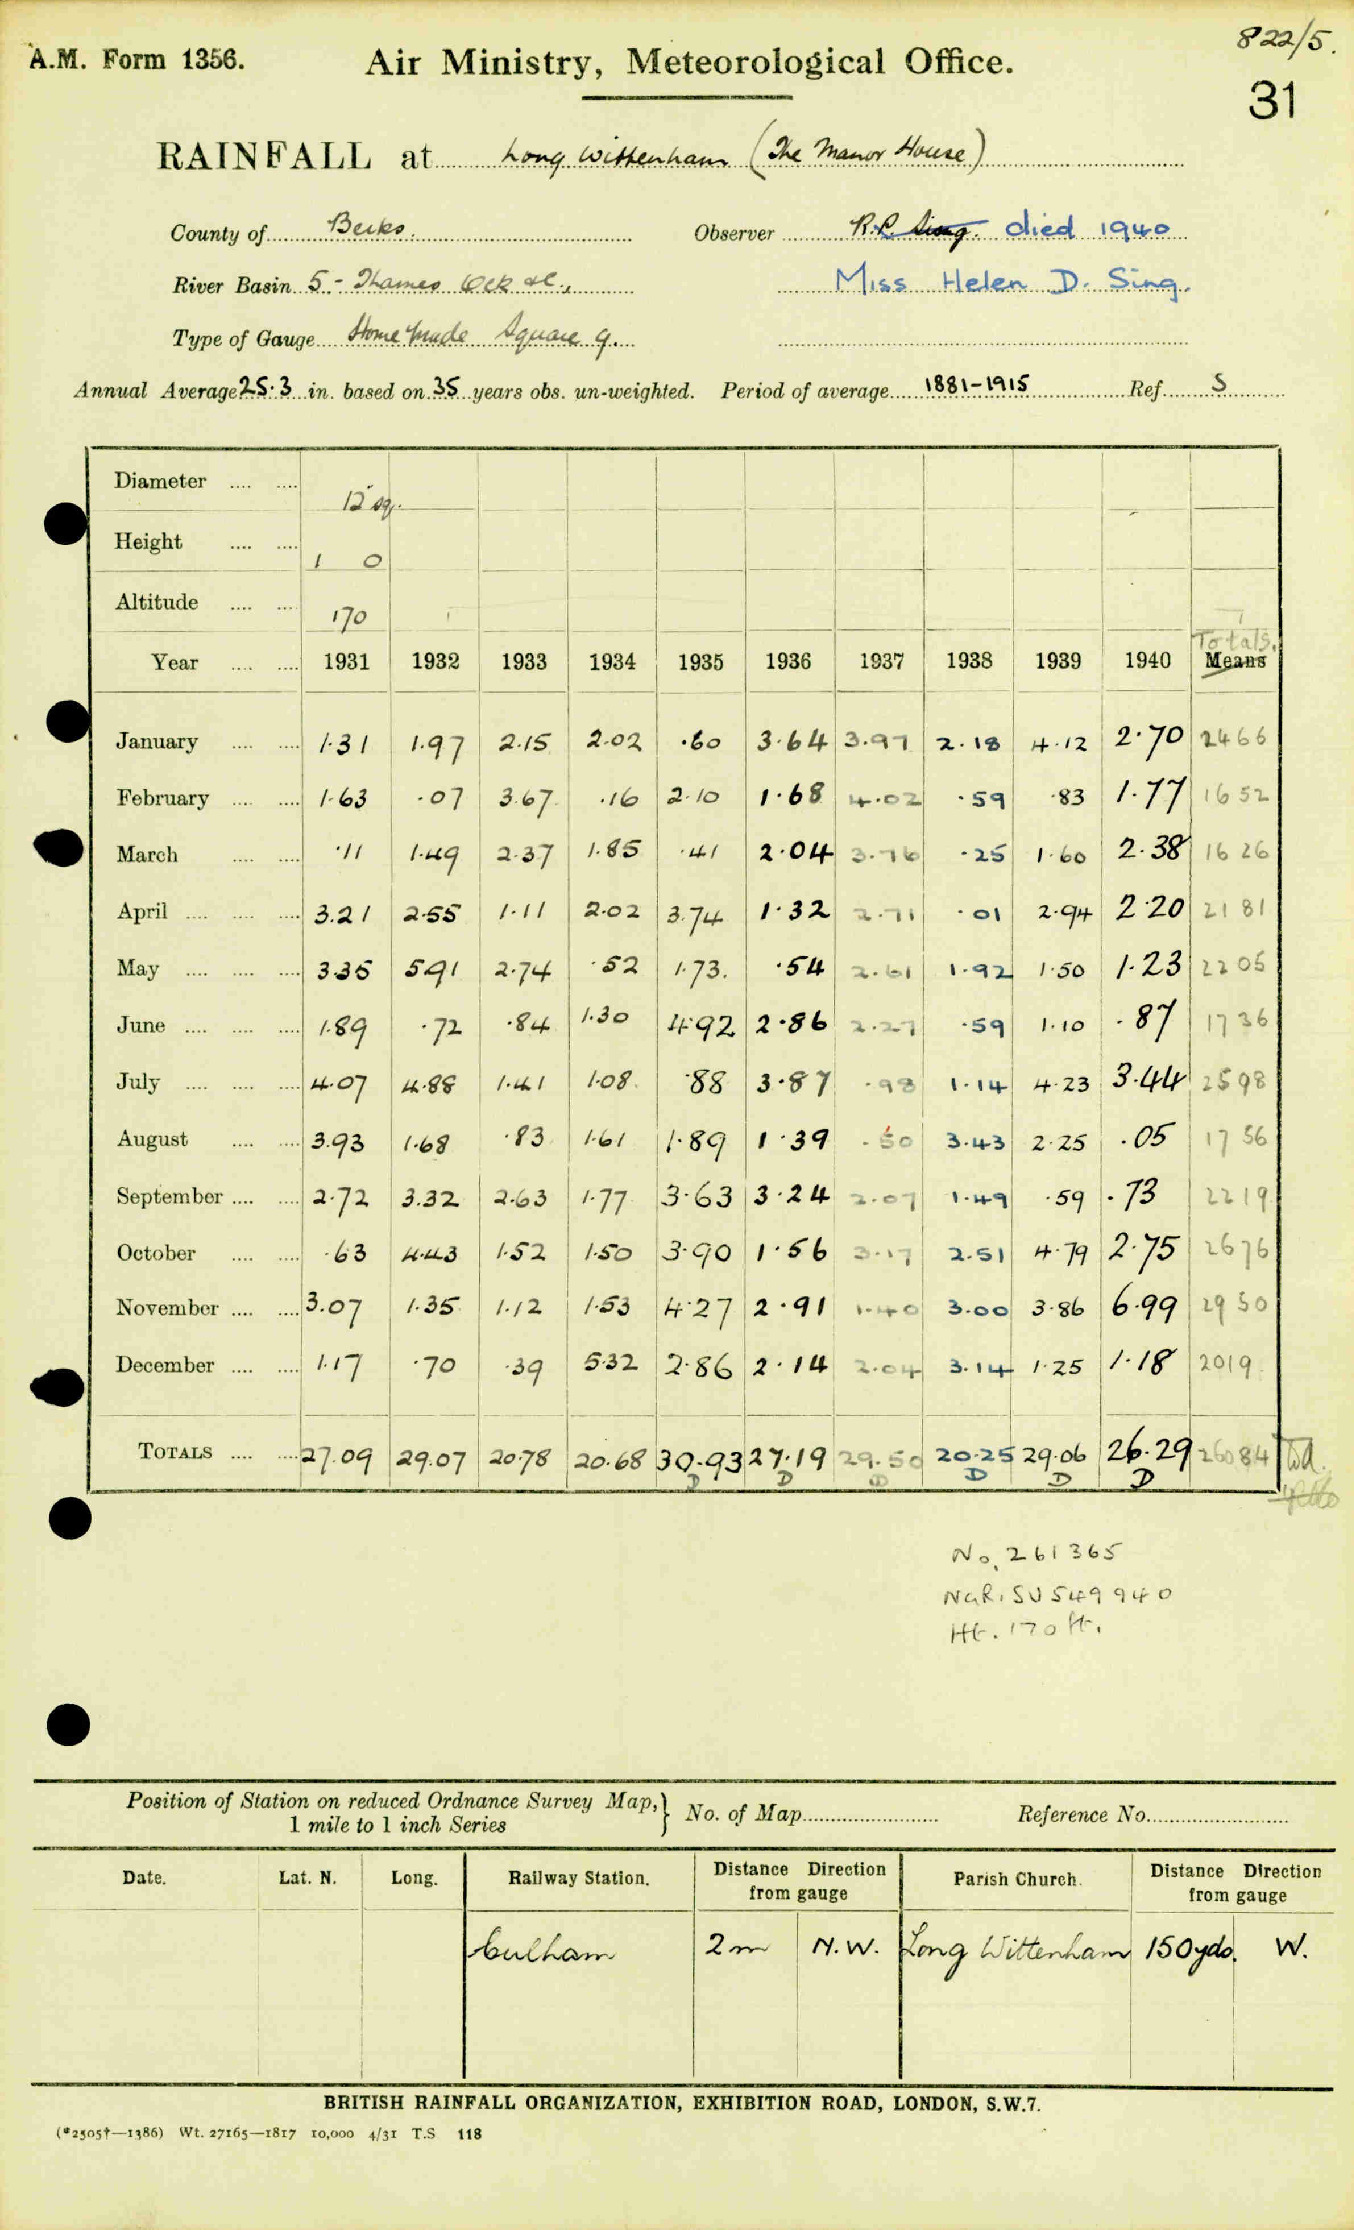 822/5.
A.M. Form 1356. Air Ministry, Meteorological Office.
31
RAINFALL at Long Wittenham (The Manor House)
County of Berks. Observer R.P. Sing. died 1940
River Basin 5 - Thames Ock &c., Miss Helen D. Sing.
Type of Gauge Home made Square g.
Annual Average 25.3 in. based on 35 years obs. un-weighted. Period of average 1881-1915 Ref. S
Diameter .... .... 12" sq.
Height .... .... 1 0
Altitude .... .... 170
Totals.
Year .... .... 1931 1932 1933 1934 1935 1936 1937 1938 1939 1940 Means
January .... .... 1.31 1.97 2.15 2.02 .60 3.64 3.97 2.18 4.12 2.70 2466
February .... .... 1.63 .07 3.67 .16 2.10 1.68 4.02 .59 .83 1.77 1652
March .... .... .11 1.49 2.37 1.85 .41 2.04 3.76 .25 1.60 2.38 1626
April .... .... .... 3.21 2.55 1.11 2.02 3.74 1.32 2.71 .01 2.94 2.20 2181
May .... .... .... 3.35 5.91 2.74 .52 1.73. .54 2.61 1.92 1.50 1.23 2205
June .... .... .... 1.89 .72 .84 1.30 4.92 2.86 2.27 .59 1.10 .87 1736
July .... .... .... 4.07 4.88 1.41 1.08 .88 3.87 .98 1.14 4.23 3.44 2598
August .... .... 3.93 1.68 .83 1.61 1.89 1.39 .50 3.43 2.25 .05 1756
September .... .... 2.72 3.32 2.63 1.77 3.63 3.24 2.07 1.49 .59 .73 2219
October .... .... .63 4.43 1.52 1.50 3.90 1.56 3.17 2.51 4.79 2.75 2676
November .... .... 3.07 1.35 1.12 1.53 4.27 2.91 1.40 3.00 3.86 6.99 2950
December .... .... 1.17 .70 .39 5.32 2.86 2.14 2.04 3.14 1.25 1.18 2019
TOTALS .... .... 27.09 29.07 20.78 20.68 30.93 27.19 29.50 20.25 29.06 26.29 26084
D D D D D D
No. 261365
NGR. SU 549 940
Ht. 170 ft.
Position of Station on reduced Ordnance Survey Map,} No. of Map Reference No.
1 mile to 1 inch Series
Date. Lat. N. Long. Railway Station. Distance Direction from gauge Parish Church. Distance Direction from gauge
Culham 2 m N.W. Long Wittenham 150 yds. W.
BRITISH RAINFALL ORGANIZATION, EXHIBITION ROAD, LONDON, S.W.7.
(*2505†—1386) Wt. 27165—1817 10,000 4/31 T.S 118